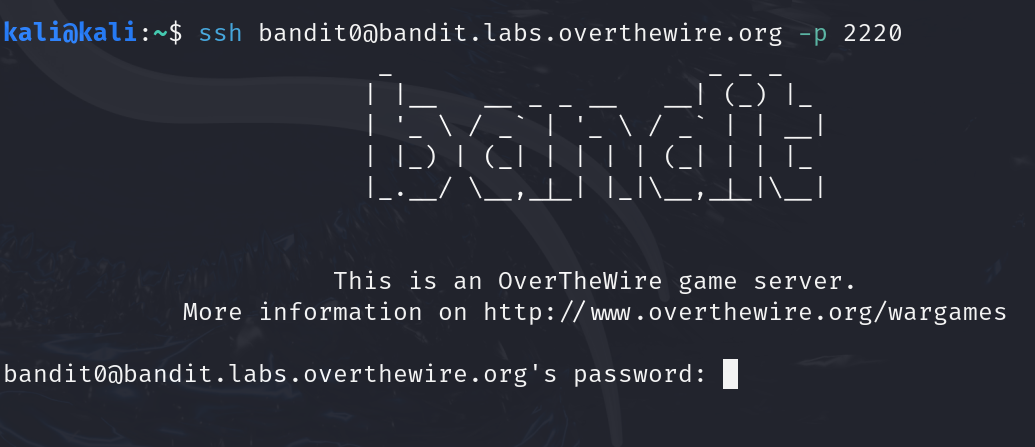 kali@kali:~$ ssh bandit0@bandit.labs.overthewire.org -p 2220
bandit
This is an OverTheWire game server.
More information on http://www.overthewire.org/wargames
bandit0@bandit.labs.overthewire.org's password: